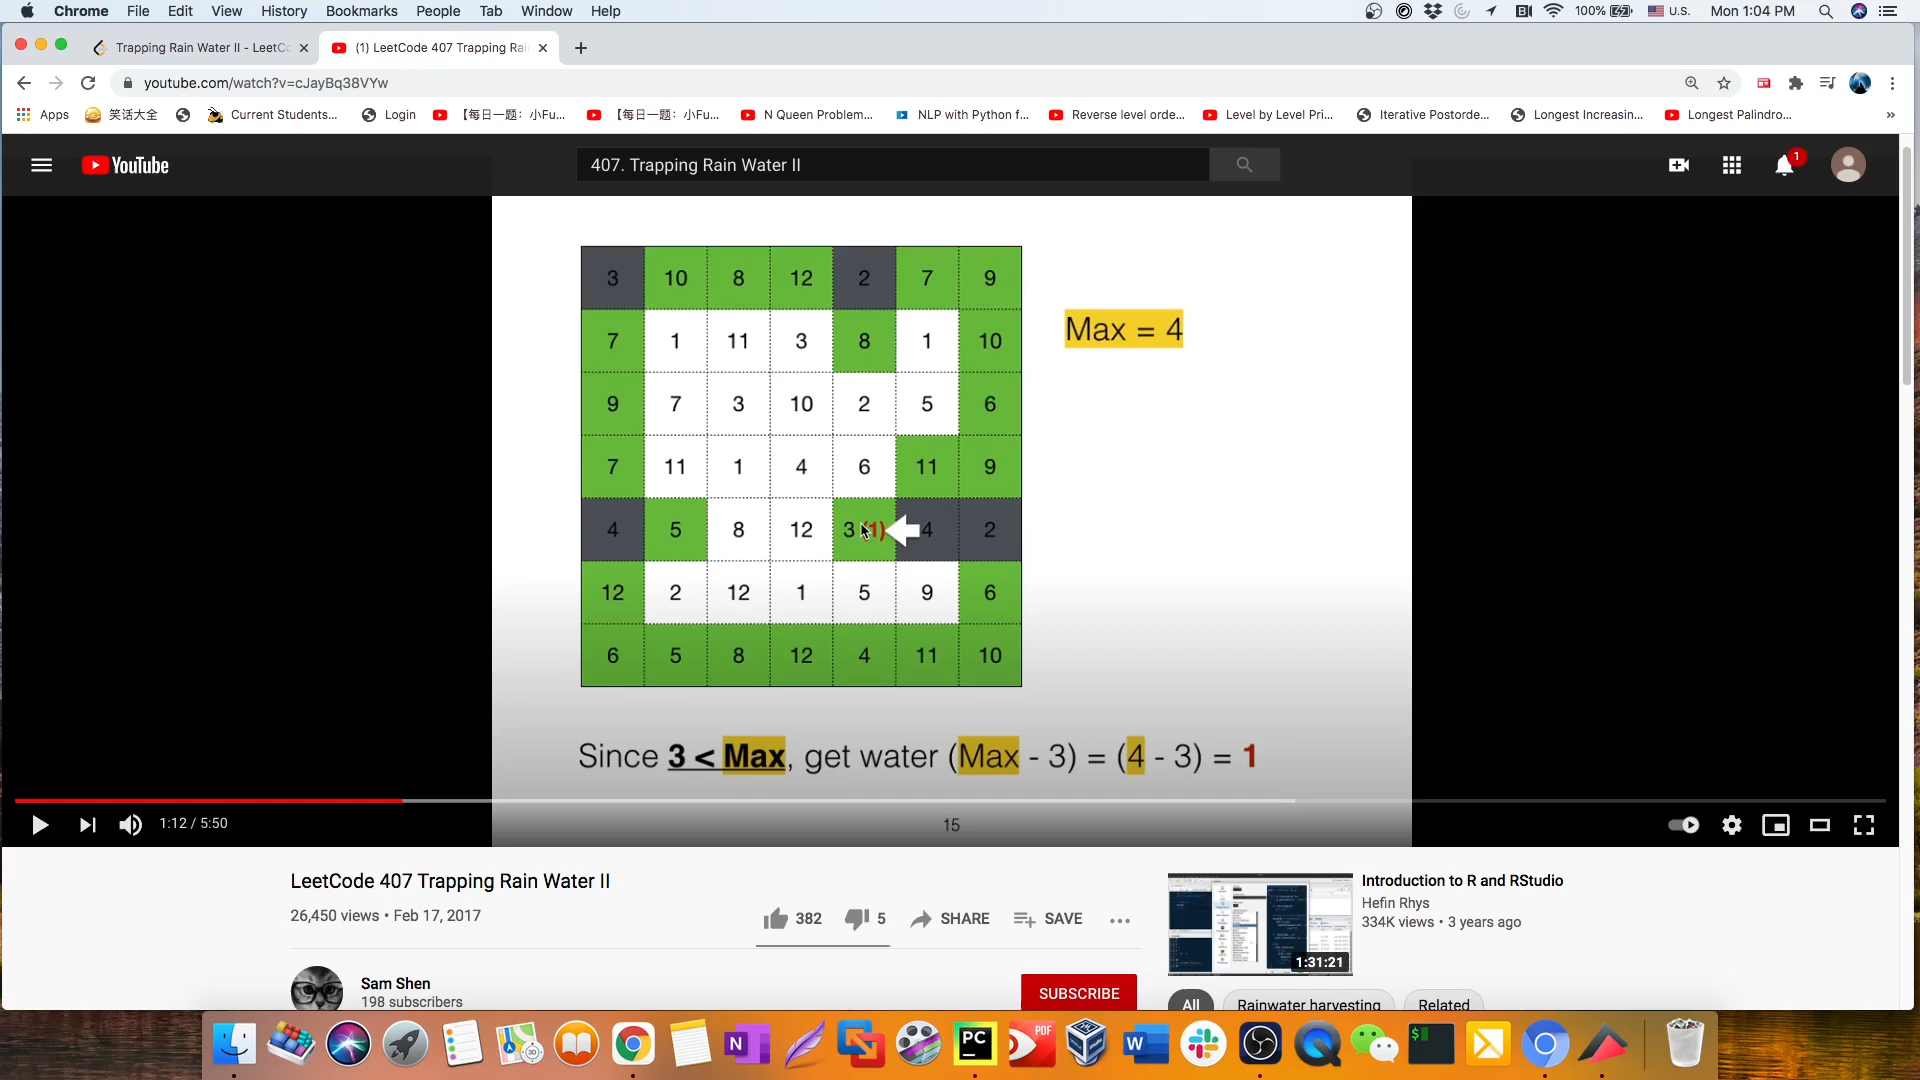 Chrome File Edit View History Bookmarks People Tab Window Help 100% U.S. Mon 1:04 PM
Trapping Rain Water II - LeetC
(1) LeetCode 407 Trapping Rai
youtube.com/watch?v=cJayBq38VYw
Apps 笑话大全 Current Students... Login 【每日一题：小Fu... 【每日一题：小Fu... N Queen Problem... NLP with Python f... Reverse level orde... Level by Level Pri... Iterative Postorde... Longest Increasin... Longest Palindro... »
YouTube 407. Trapping Rain Water II 1
3 10 8 12 2 7 9
Max = 4
7 1 11 3 8 1 10
9 7 3 10 2 5 6
7 11 1 4 6 11 9
4 5 8 12 3 (1) 4 2
12 2 12 1 5 9 6
6 5 8 12 4 11 10
Since 3 < Max, get water (Max - 3) = (4 - 3) = 1
1:12 / 5:50
15
LeetCode 407 Trapping Rain Water II
26,450 views • Feb 17, 2017
382 5 SHARE SAVE
Sam Shen
198 subscribers
SUBSCRIBE
1:31:21
Introduction to R and RStudio
Hefin Rhys
334K views • 3 years ago
All Rainwater harvesting Related
N PC PDF W $